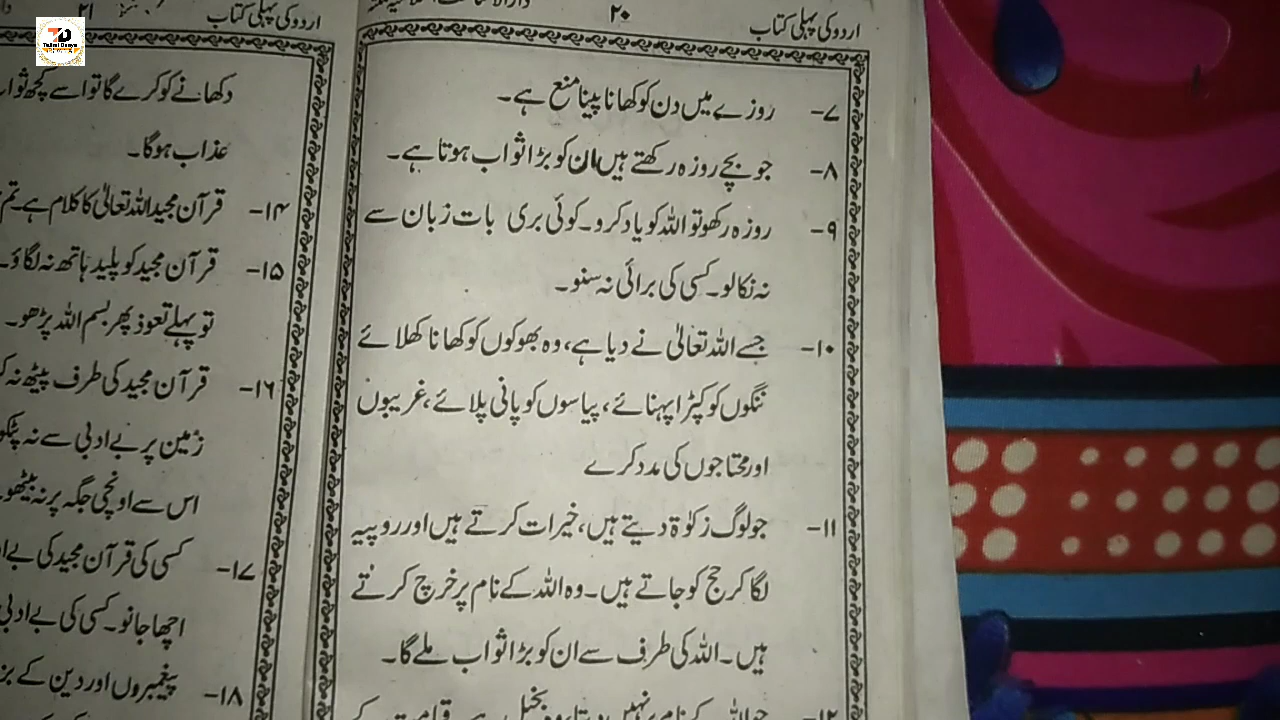 اردو کی پہلی کتاب
۲۰
۷- روزے میں دن کو کھانا پینا منع ہے۔
۸- جو بچے روزہ رکھتے ہیں ان کو بڑا ثواب ہوتا ہے۔
۹- روزہ رکھو تو اللہ کو یاد کرو۔ کوئی بری بات زبان سے
نہ نکالو۔ کسی کی برائی نہ سنو۔
۱۰- جسے اللہ تعالیٰ نے دیا ہے، وہ بھوکوں کو کھانا کھلائے
ننگوں کو کپڑا پہنائے، پیاسوں کو پانی پلائے، غریبوں
اور محتاجوں کی مدد کرے
۱۱- جو لوگ زکوٰۃ دیتے ہیں، خیرات کرتے ہیں اور روپیہ
لگا کر حج کو جاتے ہیں۔ وہ اللہ کے نام پر خرچ کرتے
ہیں۔ اللہ کی طرف سے ان کو بڑا ثواب ملے گا۔
۱۲-
اردو کی پہلی کتاب
۲۱
دکھانے کو کرے گا تو اسے کچھ ثواب
عذاب ہوگا۔
۱۴- قرآن مجید اللہ تعالیٰ کا کلام ہے تم
۱۵- قرآن مجید کو پلید ہاتھ نہ لگاؤ۔
تو پہلے تعوذ پھر بسم اللہ پڑھو۔
۱۶- قرآن مجید کی طرف پیٹھ نہ
زمین پر بے ادبی سے نہ
اس سے اونچی جگہ پر نہ بیٹھو۔
۱۷- کسی کی قرآن مجید کی
اچھا جانو۔ کسی کی بے ادبی
۱۸- پیغمبروں اور دین کے
TD